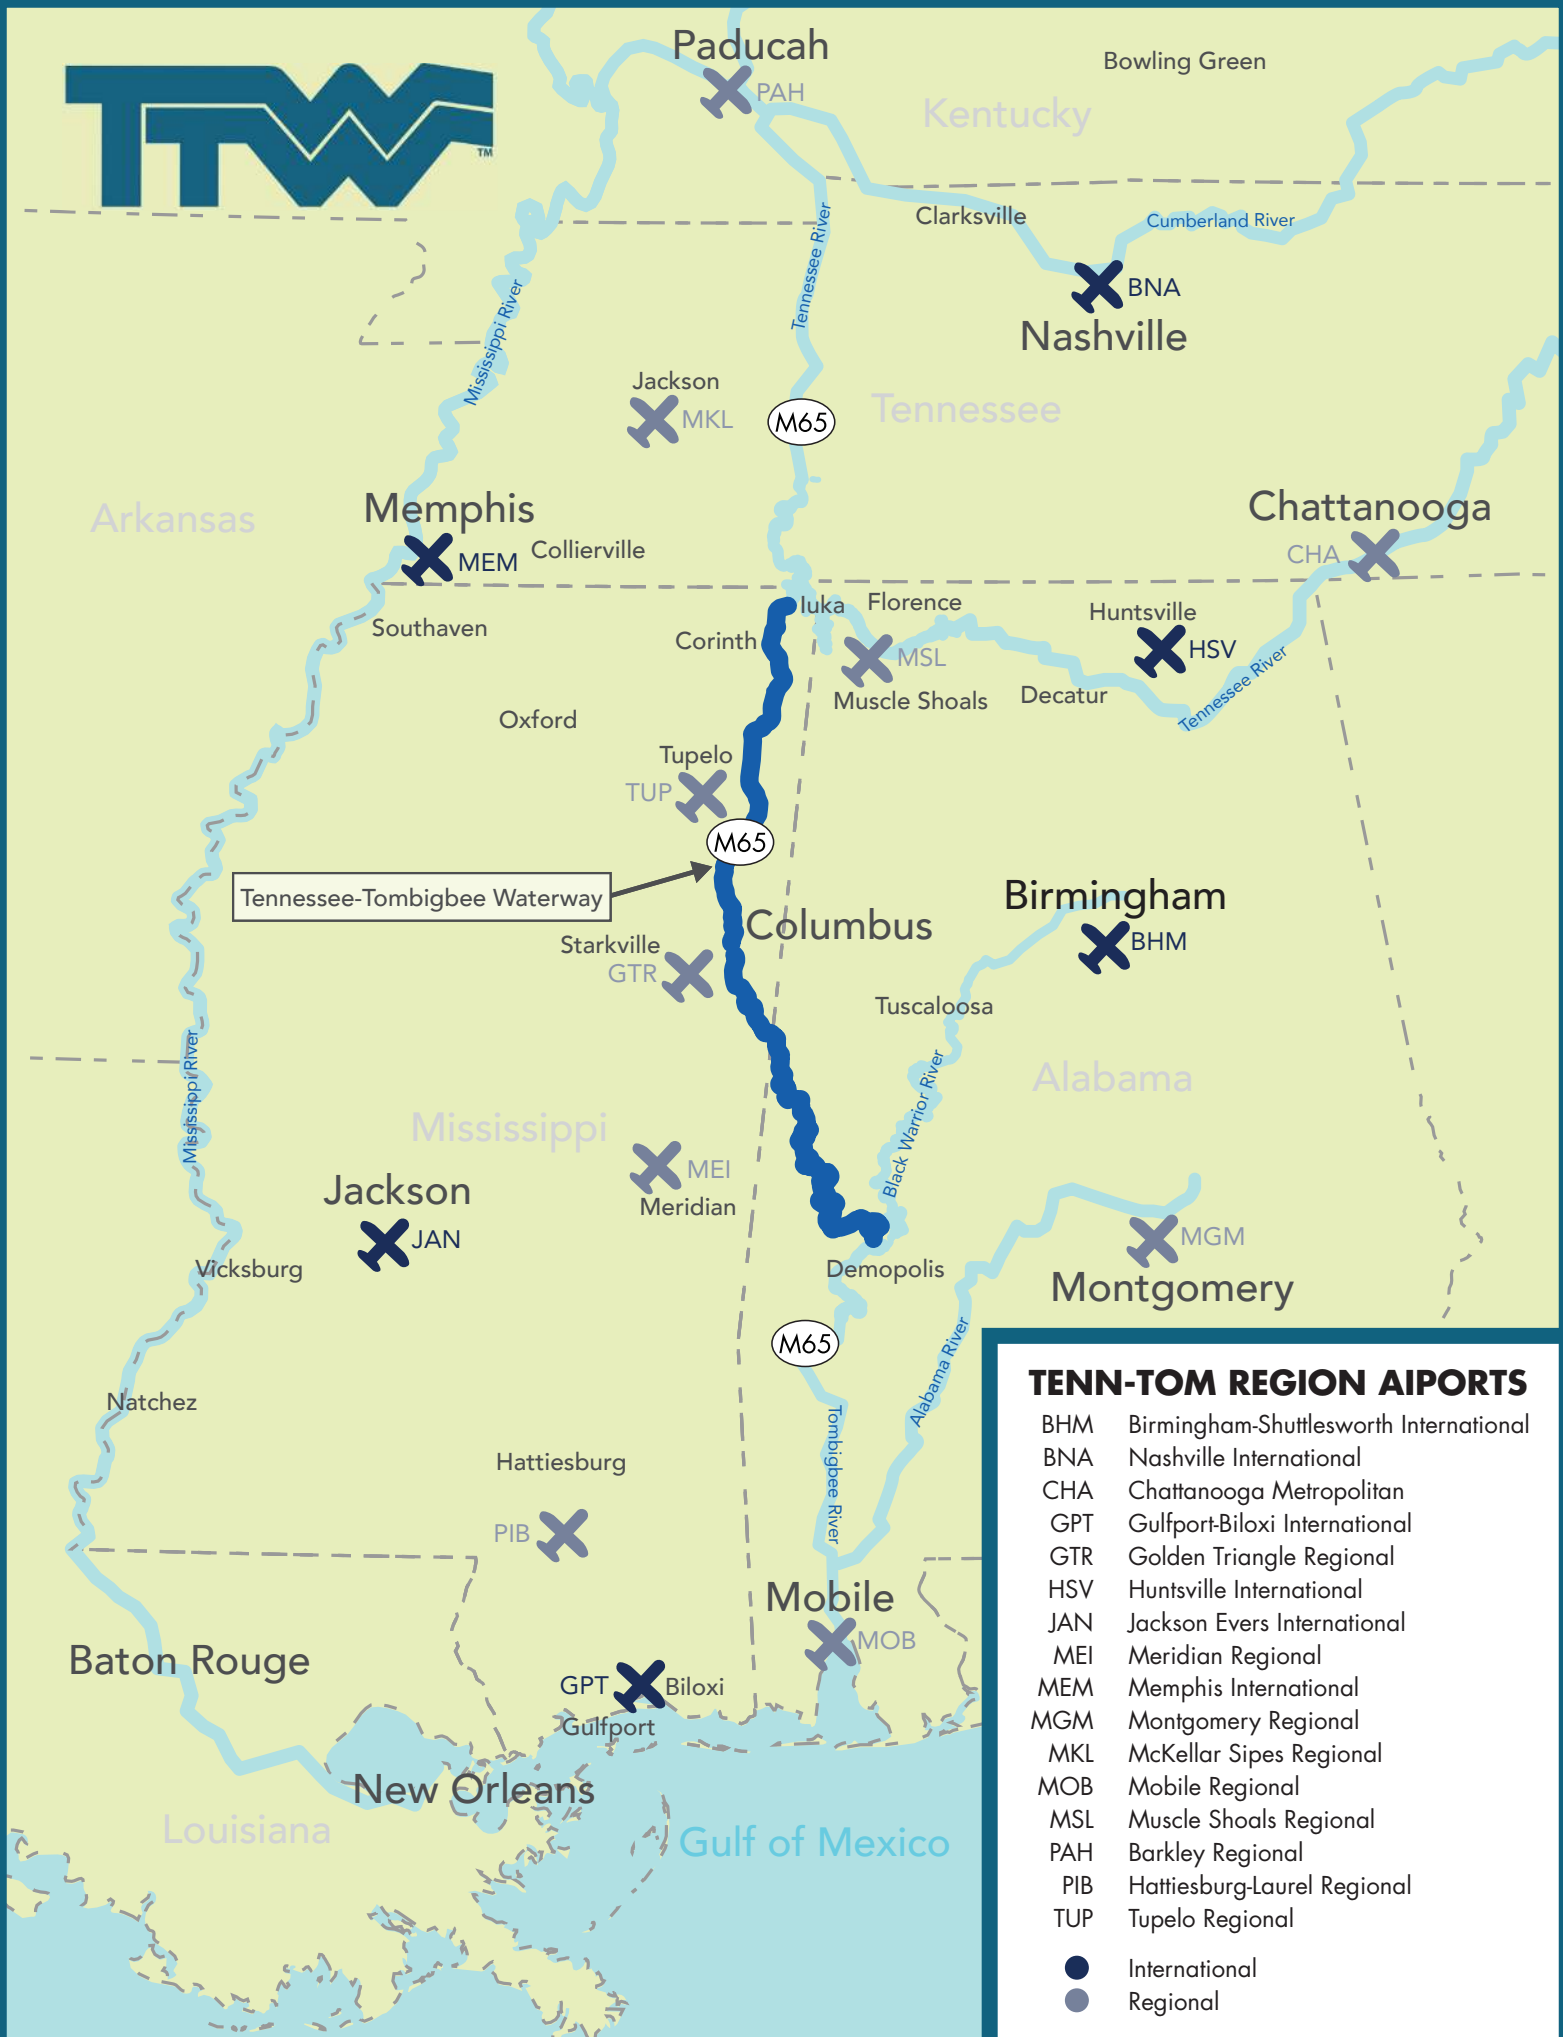 Paducah
Bowling Green
PAH
Kentucky
TTW
TM
Clarksville
Cumberland River
Tennessee River
BNA
Mississippi River
Nashville
Jackson
MKL
M65
Tennessee
Memphis
Chattanooga
Arkansas
Collierville
MEM
CHA
Iuka
Florence
Huntsville
Southaven
Corinth
HSV
MSL
Muscle Shoals
Decatur
Tennessee River
Oxford
Tupelo
TUP
M65
Tennessee-Tombigbee Waterway
Birmingham
Columbus
Starkville
BHM
GTR
Tuscaloosa
Mississippi River
Alabama
Black Warrior River
Mississippi
MEI
Jackson
Meridian
JAN
MGM
Vicksburg
Demopolis
Montgomery
M65
Alabama River
Natchez
Tombigbee River
Hattiesburg
PIB
Mobile
MOB
Baton Rouge
GPT
Biloxi
Gulfport
New Orleans
Louisiana
Gulf of Mexico
TENN-TOM REGION AIPORTS
BHM Birmingham-Shuttlesworth International
BNA Nashville International
CHA Chattanooga Metropolitan
GPT Gulfport-Biloxi International
GTR Golden Triangle Regional
HSV Huntsville International
JAN Jackson Evers International
MEI Meridian Regional
MEM Memphis International
MGM Montgomery Regional
MKL McKellar Sipes Regional
MOB Mobile Regional
MSL Muscle Shoals Regional
PAH Barkley Regional
PIB Hattiesburg-Laurel Regional
TUP Tupelo Regional
International
Regional